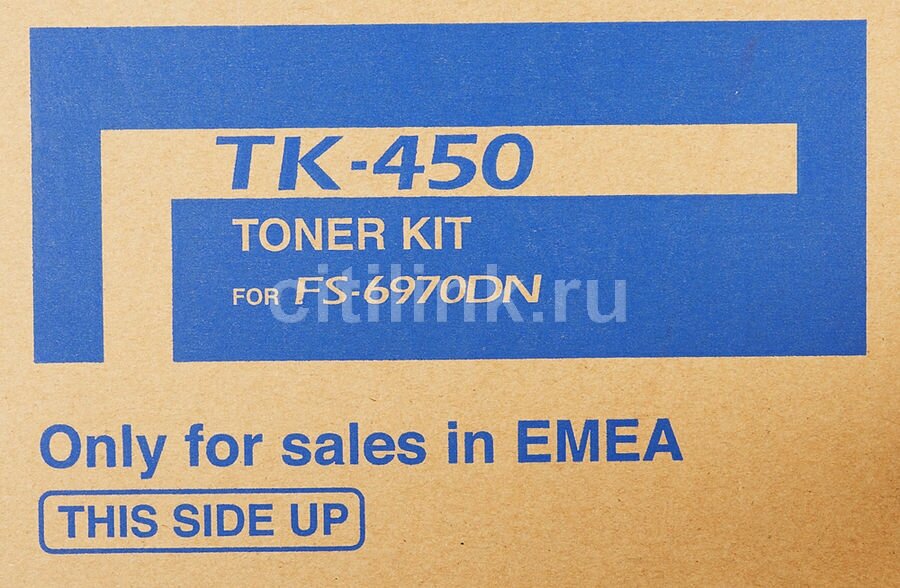 TK-450
TONER KIT
FOR FS-6970DN
citilink.ru
Only for sales in EMEA
THIS SIDE UP